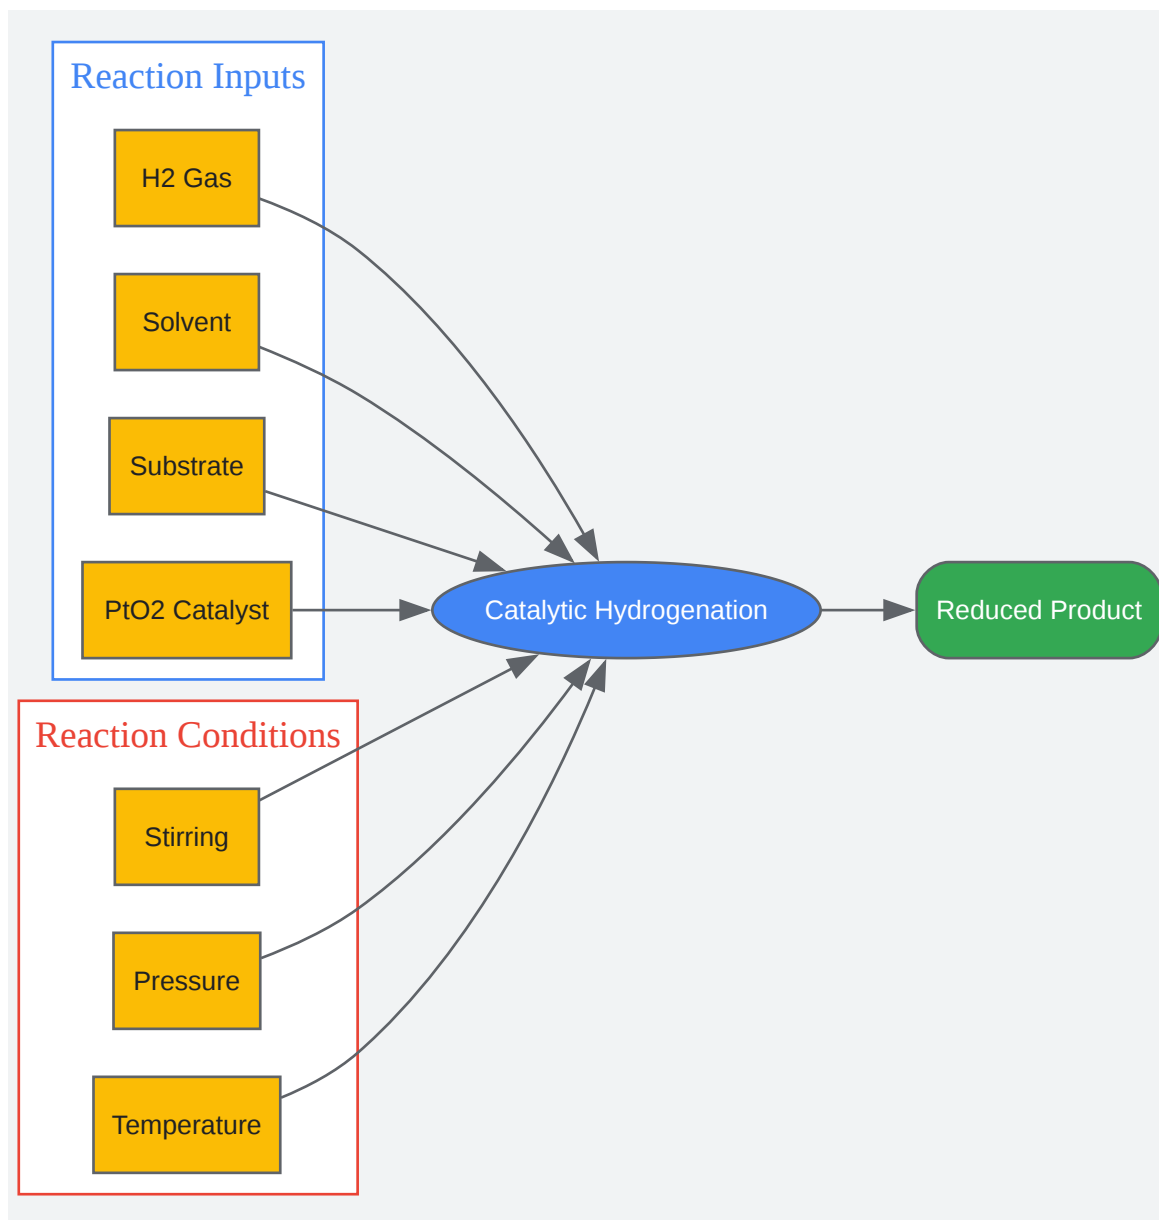 Reaction Inputs
H2 Gas
Solvent
Substrate
PtO2 Catalyst
Catalytic Hydrogenation
Reduced Product
Reaction Conditions
Stirring
Pressure
Temperature